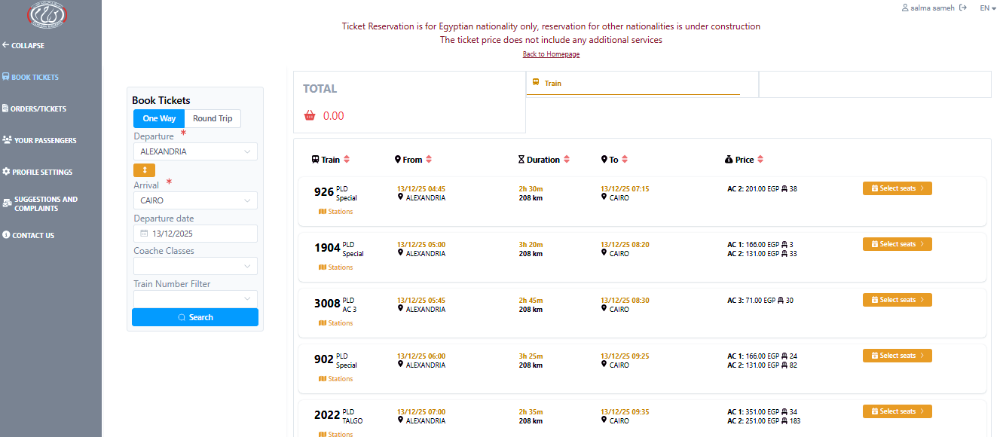 salma sameh
EN
Ticket Reservation is for Egyptian nationality only, reservation for other nationalities is under construction
The ticket price does not include any additional services
Back to Homepage
COLLAPSE
BOOK TICKETS
ORDERS/TICKETS
YOUR PASSENGERS
PROFILE SETTINGS
SUGGESTIONS AND
COMPLAINTS
CONTACT US
Book Tickets
One Way Round Trip
Departure *
ALEXANDRIA
Arrival *
CAIRO
Departure date
13/12/2025
Coache Classes
Train Number Filter
Search
TOTAL
0.00
Train
Train From Duration To Price
926 PLD 13/12/25 04:45 2h 30m 13/12/25 07:15 AC 2: 201.00 EGP 38 Select seats
Special ALEXANDRIA 208 km CAIRO
Stations
1904 PLD 13/12/25 05:00 3h 20m 13/12/25 08:20 AC 1: 166.00 EGP 3 Select seats
Special ALEXANDRIA 208 km CAIRO AC 2: 131.00 EGP 33
Stations
3008 PLD 13/12/25 05:45 2h 45m 13/12/25 08:30 AC 3: 71.00 EGP 30 Select seats
AC 3 ALEXANDRIA 208 km CAIRO
Stations
902 PLD 13/12/25 06:00 3h 25m 13/12/25 09:25 AC 1: 166.00 EGP 24 Select seats
Special ALEXANDRIA 208 km CAIRO AC 2: 131.00 EGP 82
Stations
2022 PLD 13/12/25 07:00 2h 35m 13/12/25 09:35 AC 1: 351.00 EGP 34 Select seats
TALGO ALEXANDRIA 208 km CAIRO AC 2: 251.00 EGP 183
Stations